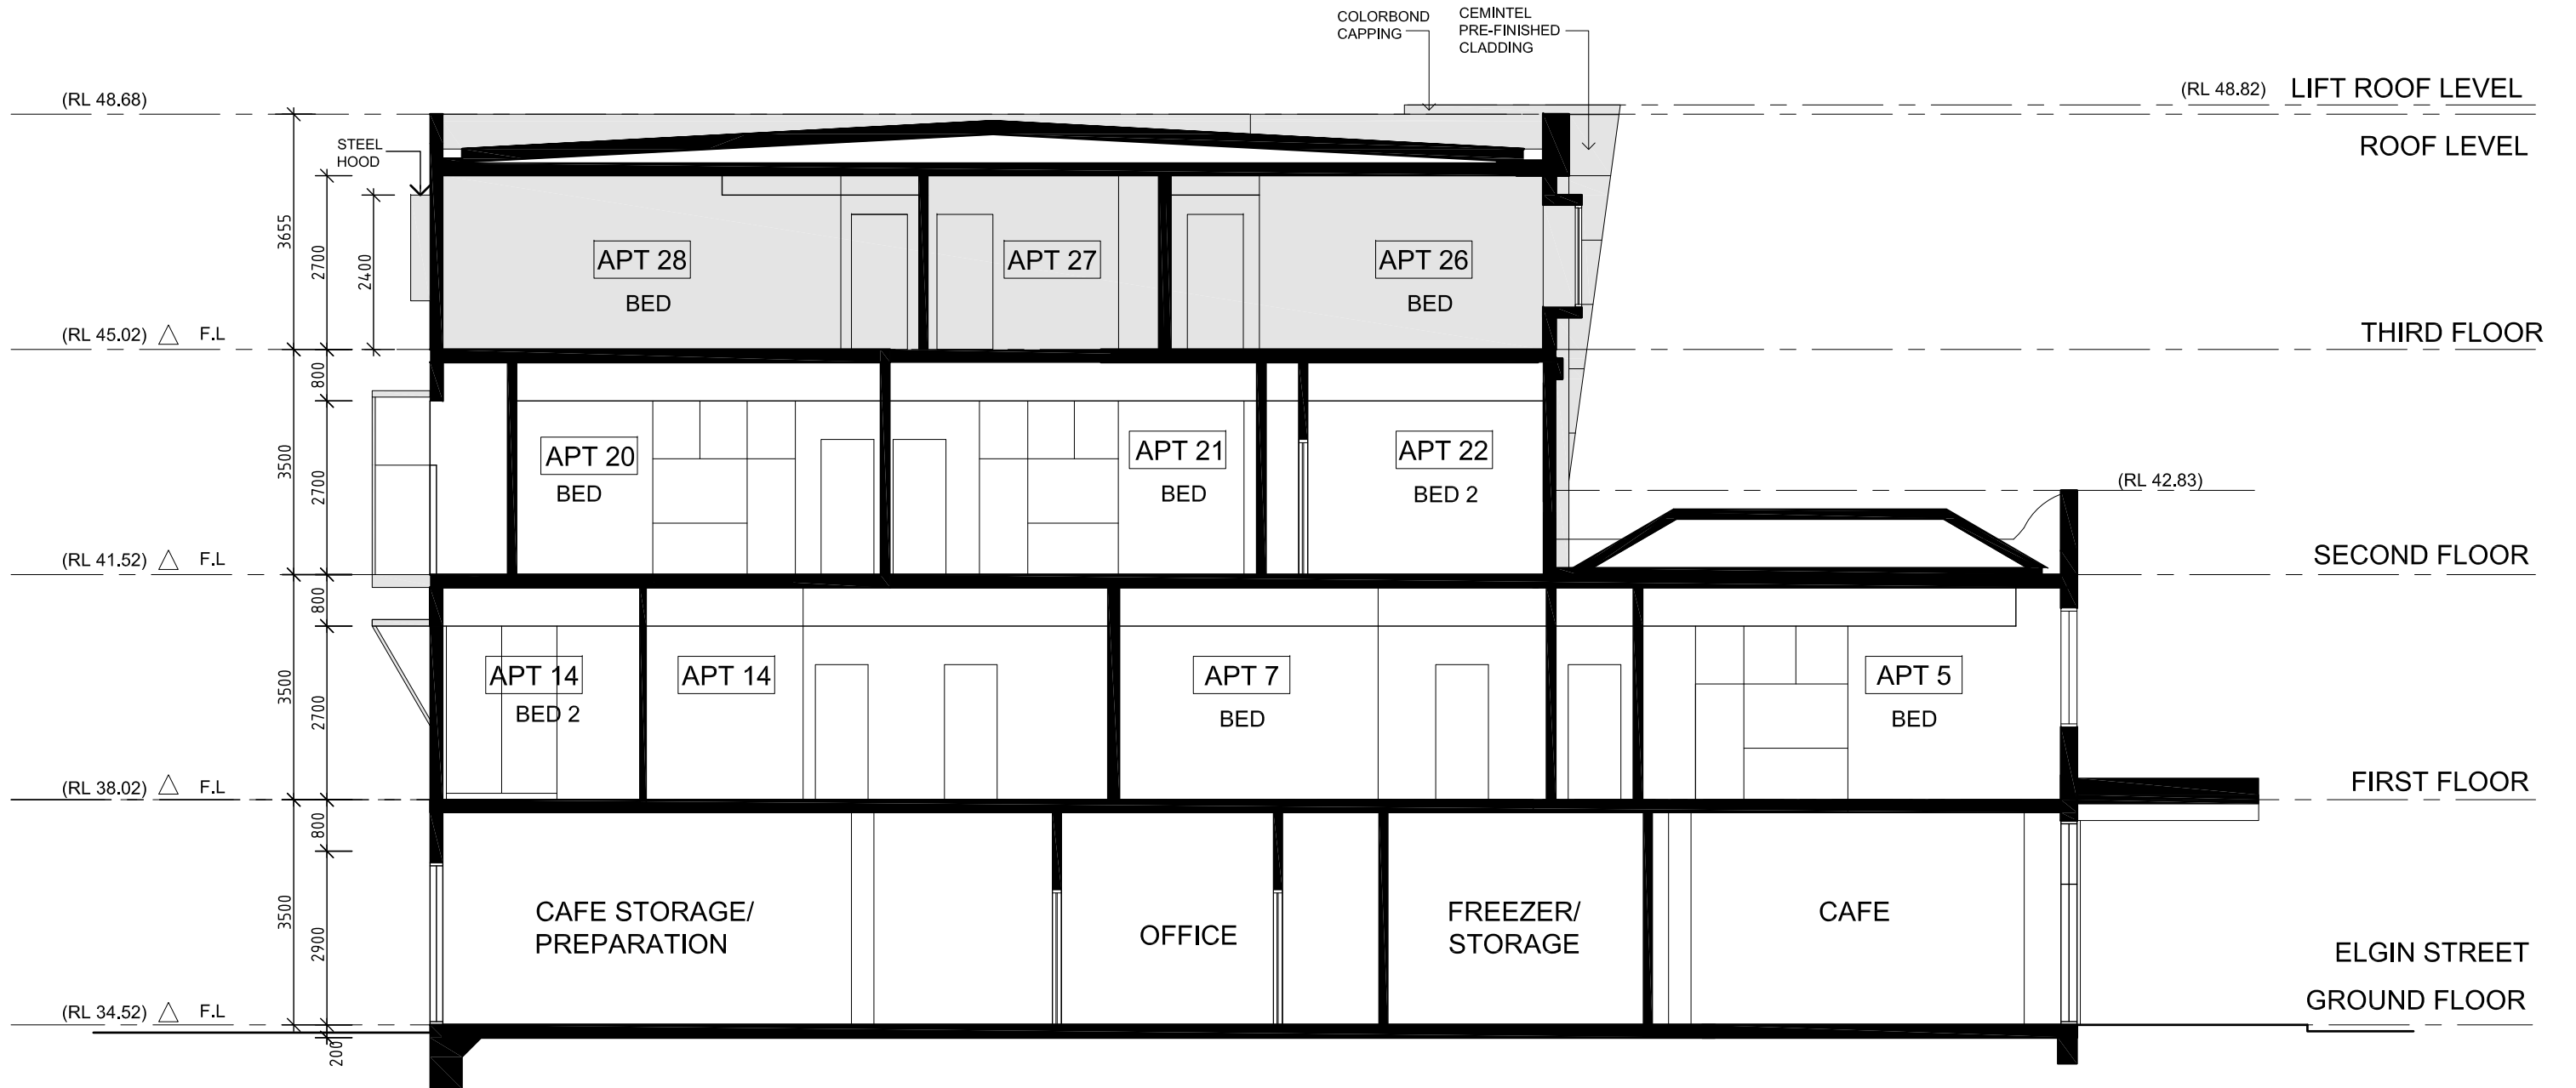 COLORBOND
CAPPING
CEMINTEL
PRE-FINISHED
CLADDING
(RL 48.68)
(RL 48.82) LIFT ROOF LEVEL
STEEL
HOOD
ROOF LEVEL
3655
2700
2400
APT 28
BED
APT 27
APT 26
BED
(RL 45.02) F.L
THIRD FLOOR
800
3500
2700
APT 20
BED
APT 21
BED
APT 22
BED 2
(RL 42.83)
(RL 41.52) F.L
SECOND FLOOR
800
3500
2700
APT 14
BED 2
APT 14
APT 7
BED
APT 5
BED
(RL 38.02) F.L
FIRST FLOOR
800
3500
2900
CAFE STORAGE/
PREPARATION
OFFICE
FREEZER/
STORAGE
CAFE
ELGIN STREET
(RL 34.52) F.L
GROUND FLOOR
200